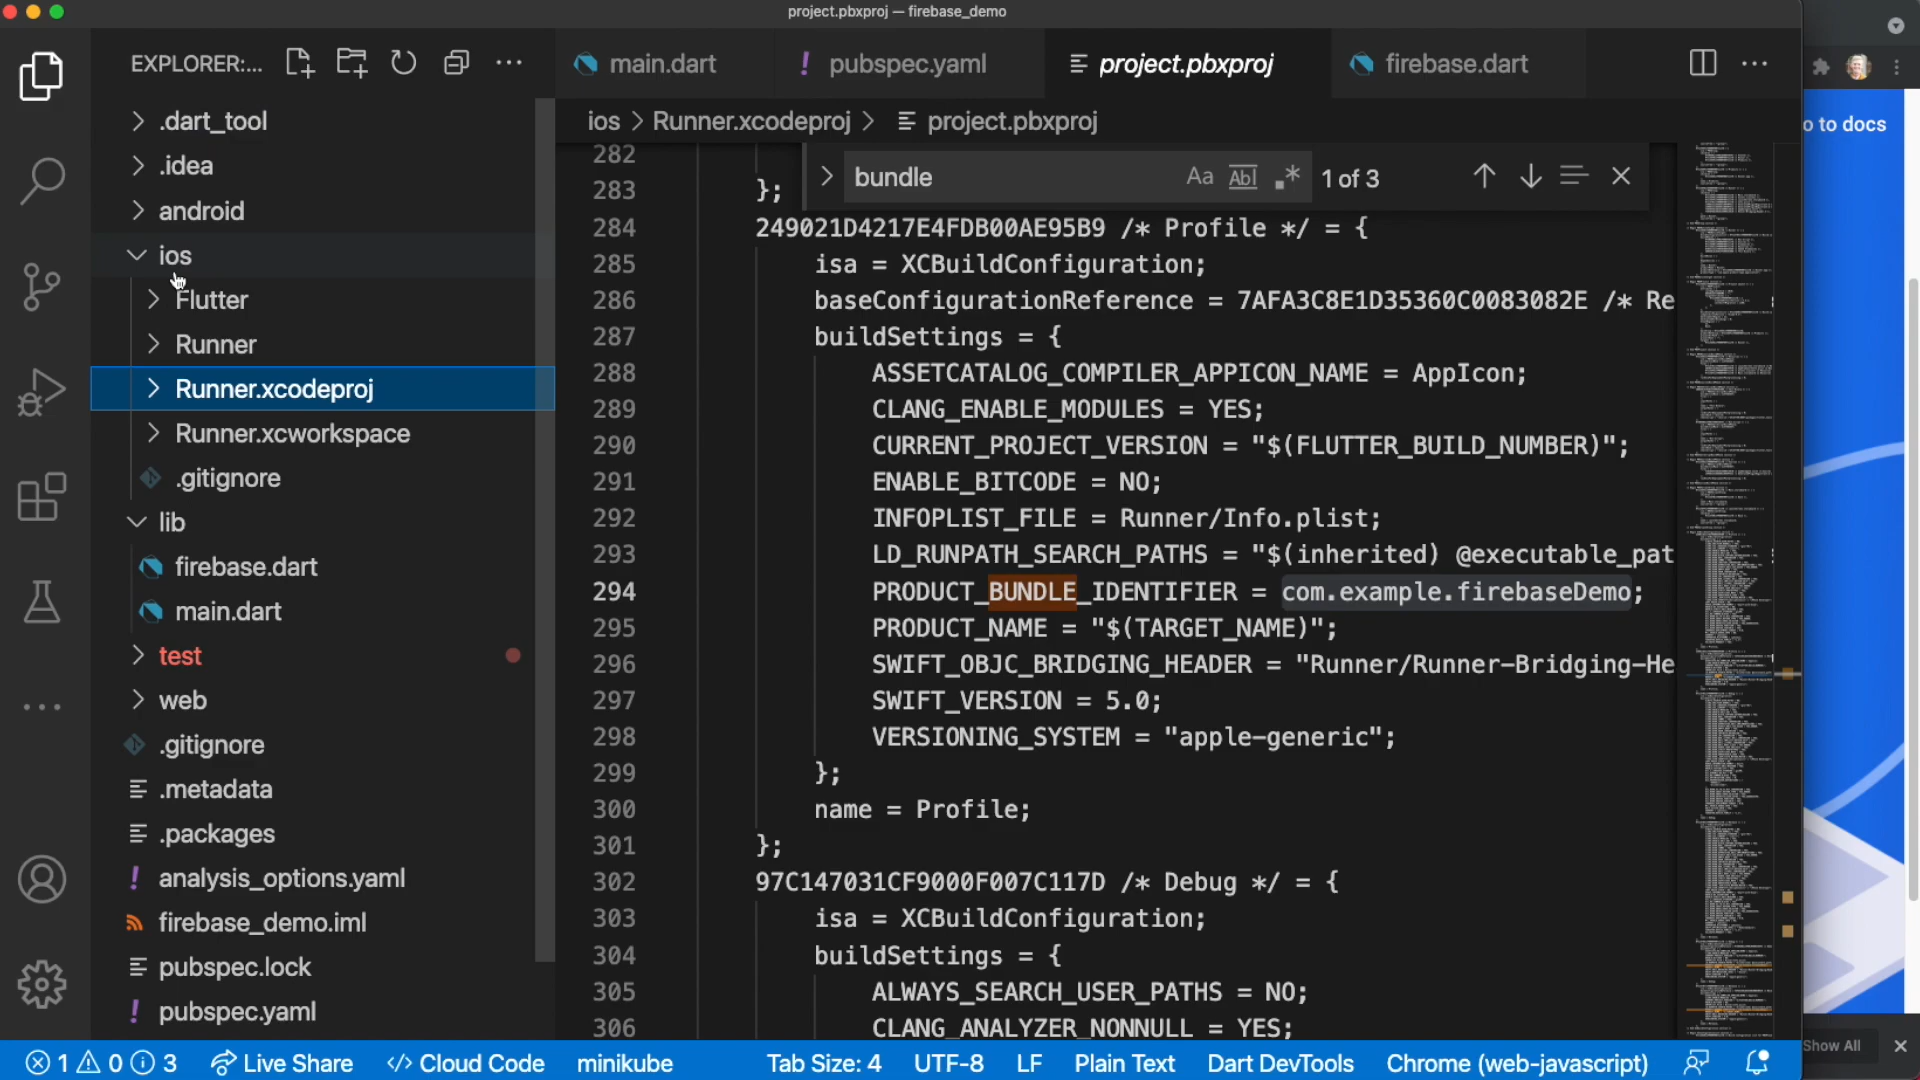 project.pbxproj — firebase_demo
EXPLORER:...
main.dart
! pubspec.yaml
project.pbxproj
firebase.dart
ios > Runner.xcodeproj > project.pbxproj
bundle
Aa Abl .* 1 of 3
.dart_tool
.idea
android
ios
Flutter
Runner
Runner.xcodeproj
Runner.xcworkspace
.gitignore
lib
firebase.dart
main.dart
test
web
.gitignore
.metadata
.packages
! analysis_options.yaml
firebase_demo.iml
pubspec.lock
! pubspec.yaml
282
283 };
284 249021D4217E4FDB00AE95B9 /* Profile */ = {
285 isa = XCBuildConfiguration;
286 baseConfigurationReference = 7AFA3C8E1D35360C0083082E /* Re
287 buildSettings = {
288 ASSETCATALOG_COMPILER_APPICON_NAME = AppIcon;
289 CLANG_ENABLE_MODULES = YES;
290 CURRENT_PROJECT_VERSION = "$(FLUTTER_BUILD_NUMBER)";
291 ENABLE_BITCODE = NO;
292 INFOPLIST_FILE = Runner/Info.plist;
293 LD_RUNPATH_SEARCH_PATHS = "$(inherited) @executable_pat
294 PRODUCT_BUNDLE_IDENTIFIER = com.example.firebaseDemo;
295 PRODUCT_NAME = "$(TARGET_NAME)";
296 SWIFT_OBJC_BRIDGING_HEADER = "Runner/Runner-Bridging-He
297 SWIFT_VERSION = 5.0;
298 VERSIONING_SYSTEM = "apple-generic";
299 };
300 name = Profile;
301 };
302 97C147031CF9000F007C117D /* Debug */ = {
303 isa = XCBuildConfiguration;
304 buildSettings = {
305 ALWAYS_SEARCH_USER_PATHS = NO;
306 CLANG_ANALYZER_NONNULL = YES;
o to docs
Show All
1 0 3 Live Share </> Cloud Code minikube Tab Size: 4 UTF-8 LF Plain Text Dart DevTools Chrome (web-javascript)